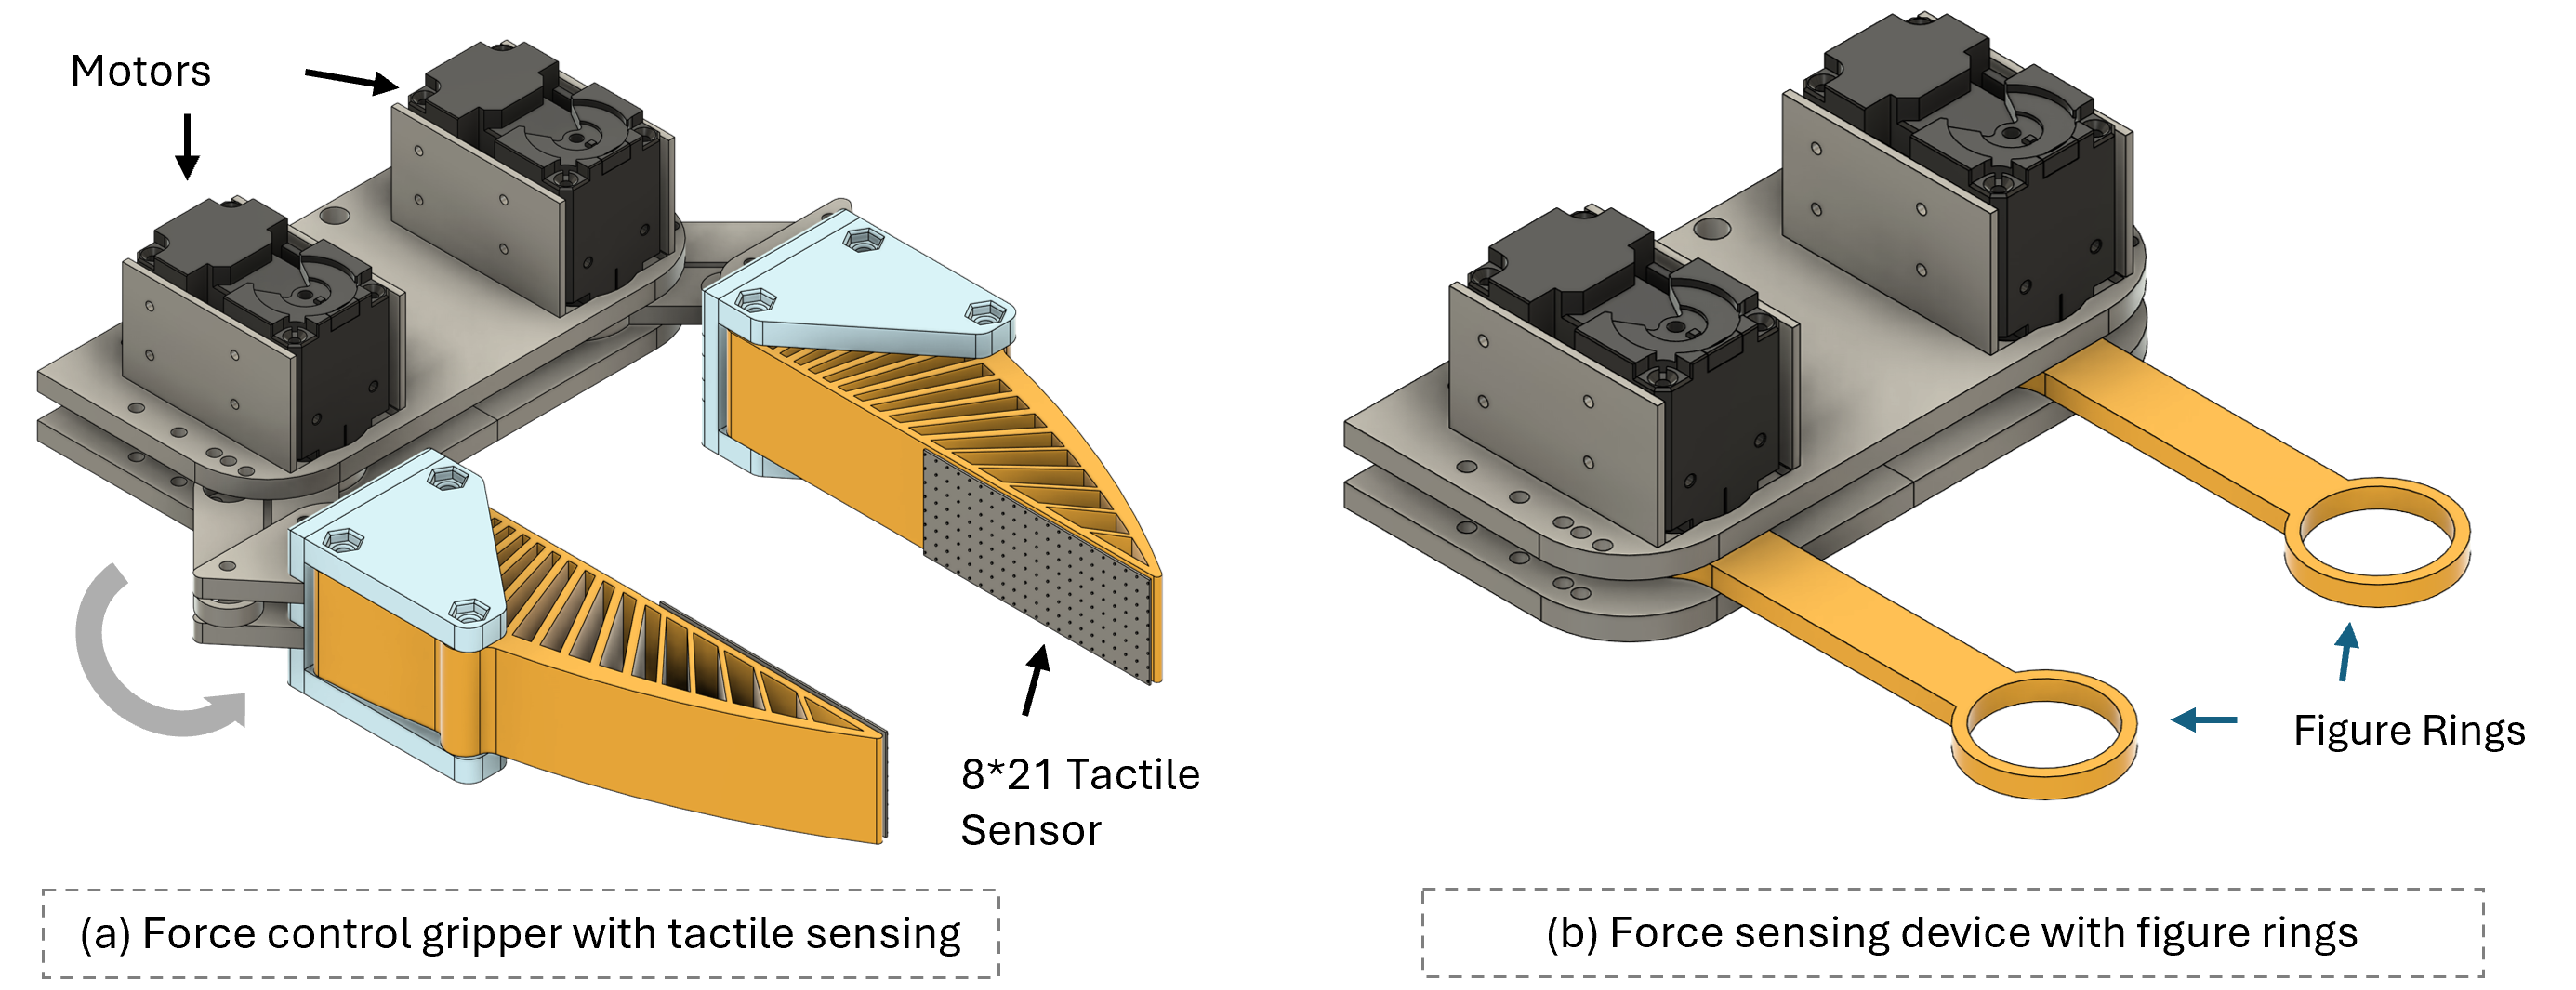 Motors
8*21 Tactile
Sensor
Figure Rings
(a) Force control gripper with tactile sensing
(b) Force sensing device with figure rings